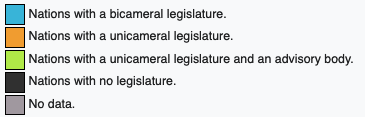 Nations with a bicameral legislature.
Nations with a unicameral legislature.
Nations with a unicameral legislature and an advisory body.
Nations with no legislature.
No data.